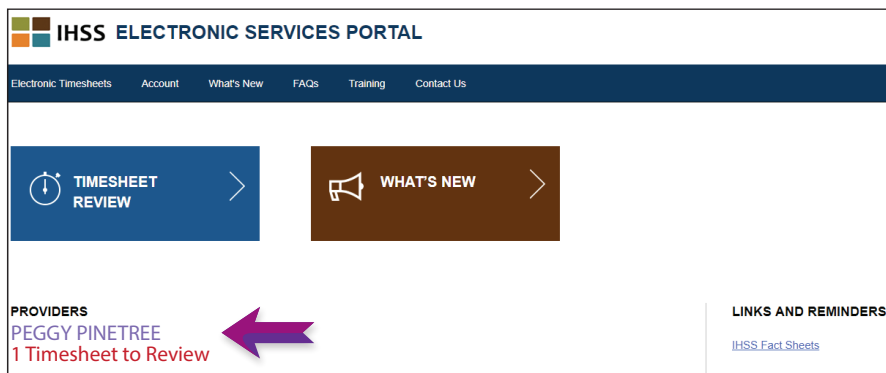 IHSS ELECTRONIC SERVICES PORTAL
Electronic Timesheets Account What's New FAQs Training Contact Us
TIMESHEET
REVIEW
WHAT'S NEW
PROVIDERS
PEGGY PINETREE
1 Timesheet to Review
LINKS AND REMINDERS
IHSS Fact Sheets